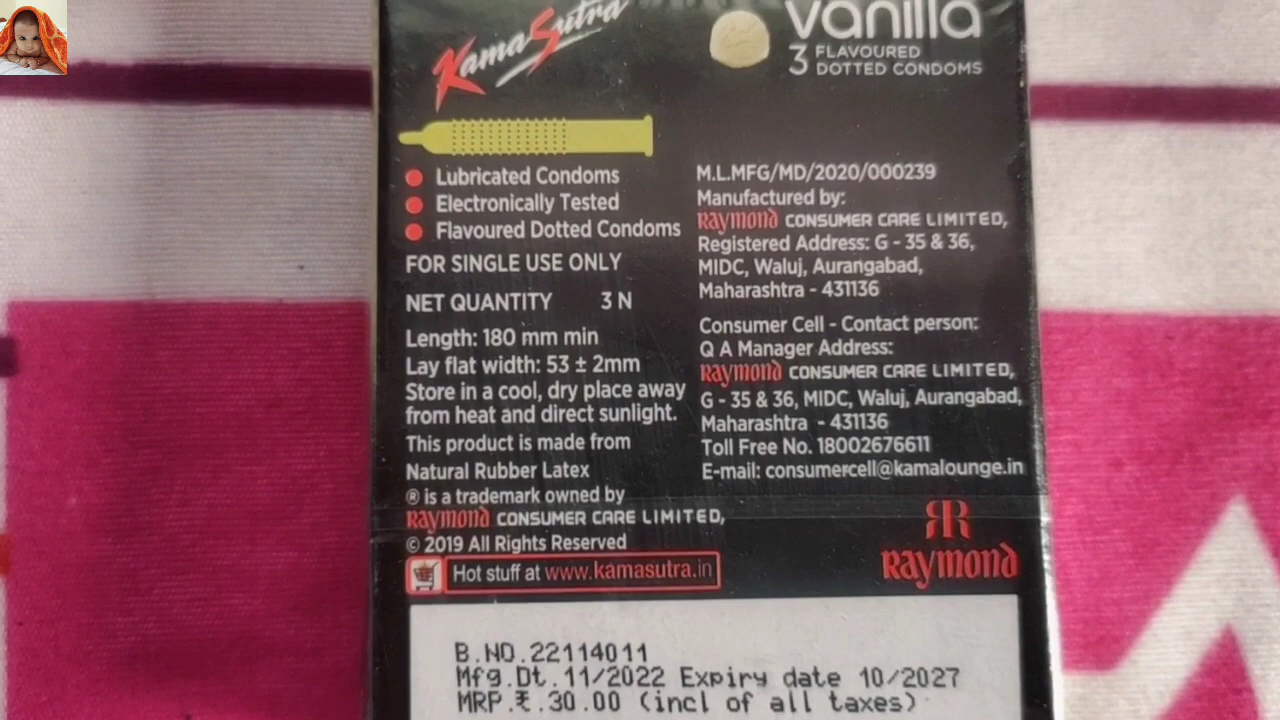 KamaSutra
vanilla
3 FLAVOURED
DOTTED CONDOMS
Lubricated Condoms
Electronically Tested
Flavoured Dotted Condoms
FOR SINGLE USE ONLY
NET QUANTITY 3 N
Length: 180 mm min
Lay flat width: 53 ± 2mm
Store in a cool, dry place away
from heat and direct sunlight.
This product is made from
Natural Rubber Latex
® is a trademark owned by
Raymond CONSUMER CARE LIMITED,
© 2019 All Rights Reserved
Hot stuff at www.kamasutra.in
M.L.MFG/MD/2020/000239
Manufactured by:
Raymond CONSUMER CARE LIMITED,
Registered Address: G - 35 & 36,
MIDC, Waluj, Aurangabad,
Maharashtra - 431136
Consumer Cell - Contact person:
Q A Manager Address:
Raymond CONSUMER CARE LIMITED,
G - 35 & 36, MIDC, Waluj, Aurangabad,
Maharashtra - 431136
Toll Free No. 18002676611
E-mail: consumercell@kamalounge.in
RR
Raymond
B.NO.22114011
Mfg.Dt.11/2022 Expiry date 10/2027
MRP.₹.30.00 (incl of all taxes)